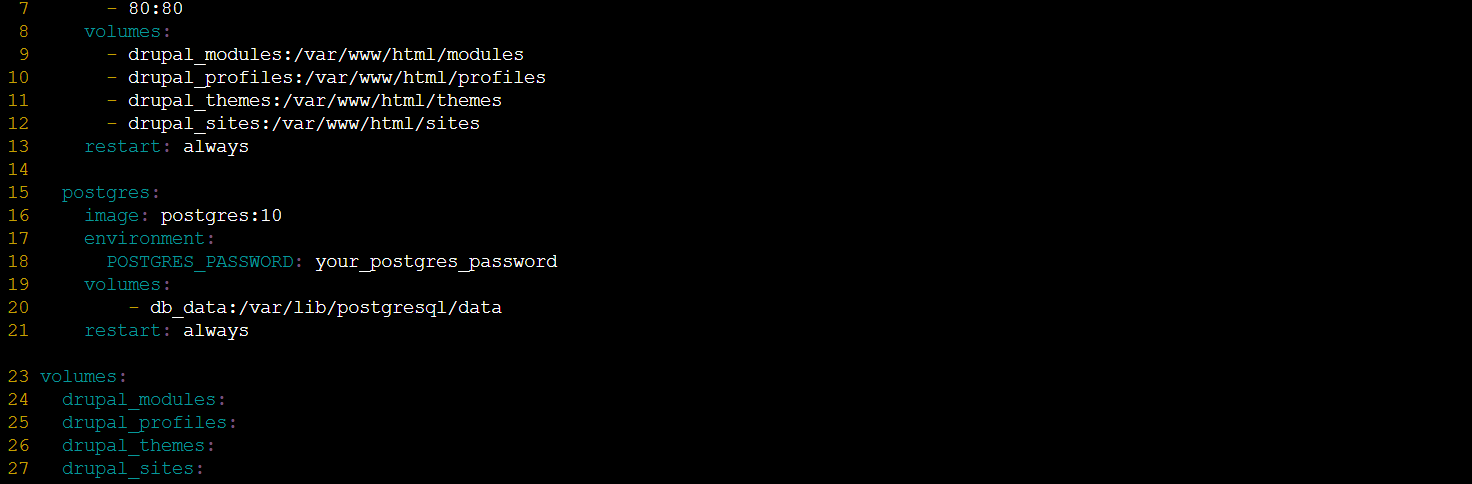 7       - 80:80
8     volumes:
9       - drupal_modules:/var/www/html/modules
10       - drupal_profiles:/var/www/html/profiles
11       - drupal_themes:/var/www/html/themes
12       - drupal_sites:/var/www/html/sites
13     restart: always
14
15   postgres:
16     image: postgres:10
17     environment:
18       POSTGRES_PASSWORD: your_postgres_password
19     volumes:
20         - db_data:/var/lib/postgresql/data
21     restart: always
23 volumes:
24   drupal_modules:
25   drupal_profiles:
26   drupal_themes:
27   drupal_sites: